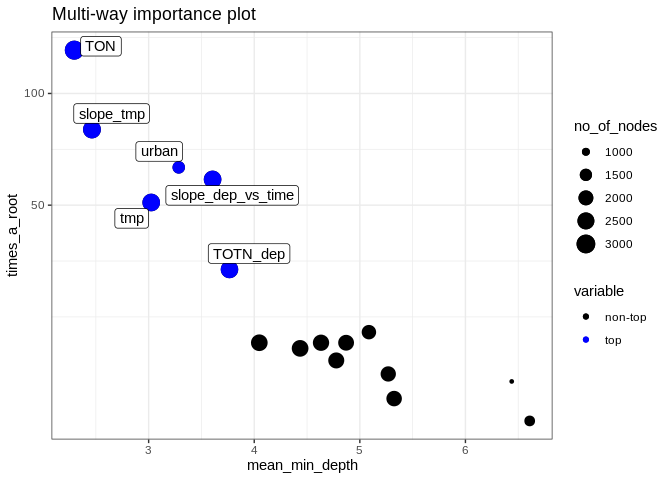 Multi-way importance plot
TON
100
slope_tmp
urban
slope_dep_vs_time
50
tmp
TOTN_dep
times_a_root
3
4
5
6
mean_min_depth
no_of_nodes
1000
1500
2000
2500
3000
variable
non-top
top